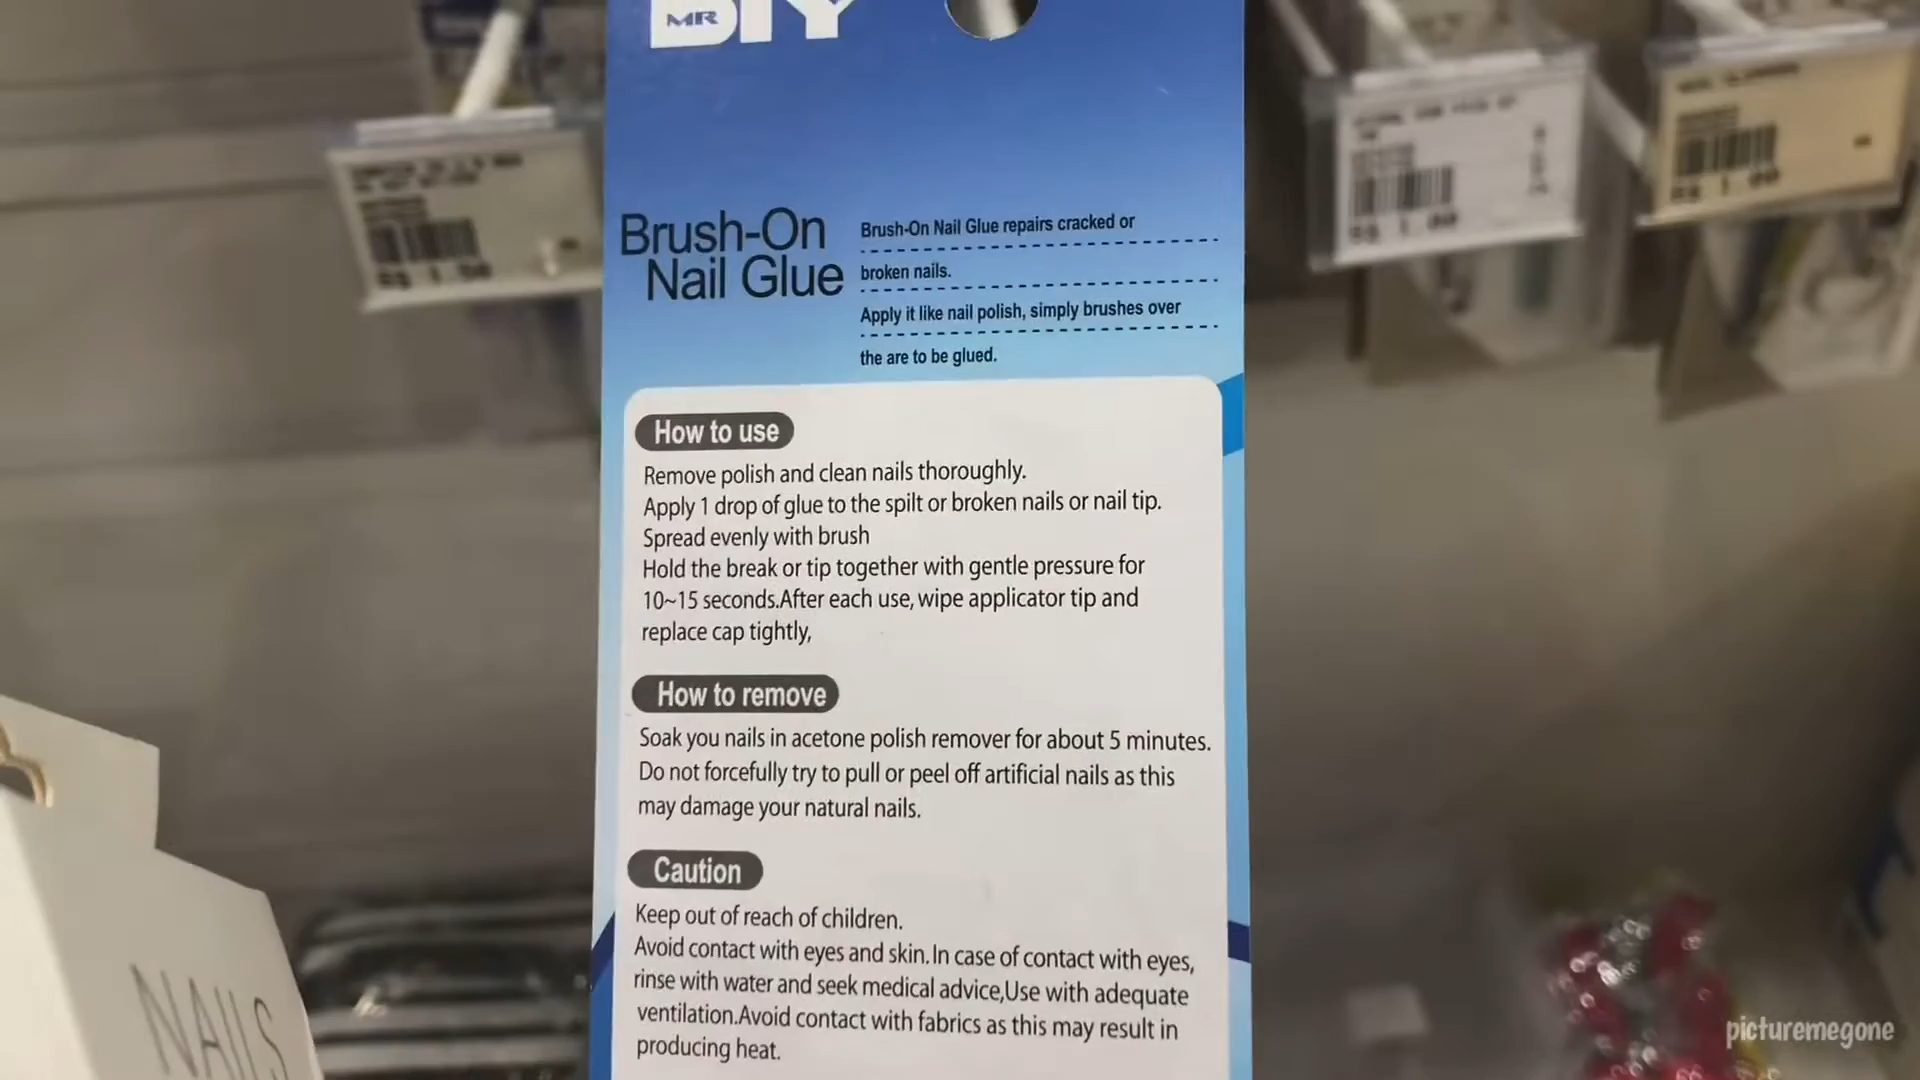 MR DIY
Brush-On
Nail Glue
Brush-On Nail Glue repairs cracked or
broken nails.
Apply it like nail polish, simply brushes over
the are to be glued.
How to use
Remove polish and clean nails thoroughly.
Apply 1 drop of glue to the spilt or broken nails or nail tip.
Spread evenly with brush
Hold the break or tip together with gentle pressure for
10~15 seconds.After each use, wipe applicator tip and
replace cap tightly,
How to remove
Soak you nails in acetone polish remover for about 5 minutes.
Do not forcefully try to pull or peel off artificial nails as this
may damage your natural nails.
Caution
Keep out of reach of children.
Avoid contact with eyes and skin. In case of contact with eyes,
rinse with water and seek medical advice,Use with adequate
ventilation.Avoid contact with fabrics as this may result in
producing heat.
NAILS
picturemegone